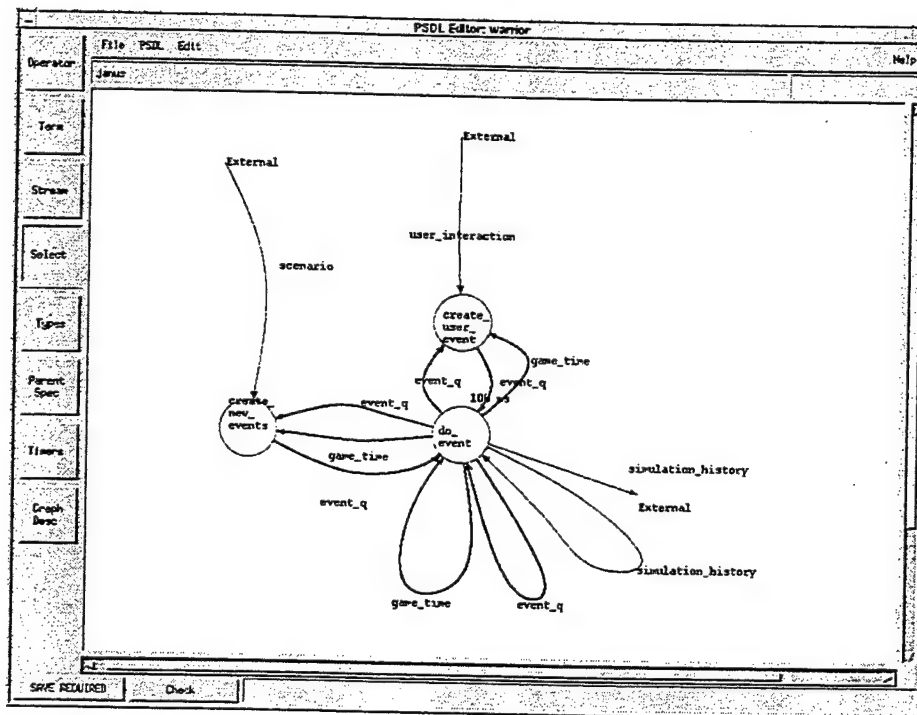 PSDL Editor: warrior
File PSDL Edit
Help
janus
Operator
Term
Stream
Select
Types
Parent
Spec
Timers
Graph
Desc
External
External
user_interaction
scenario
create_
user_
event
game_time
event_q
event_q
create_
new_
events
event_q
do_
event
game_time
event_q
simulation_history
External
simulation_history
game_time
event_q
SAVE REQUIRED
Check